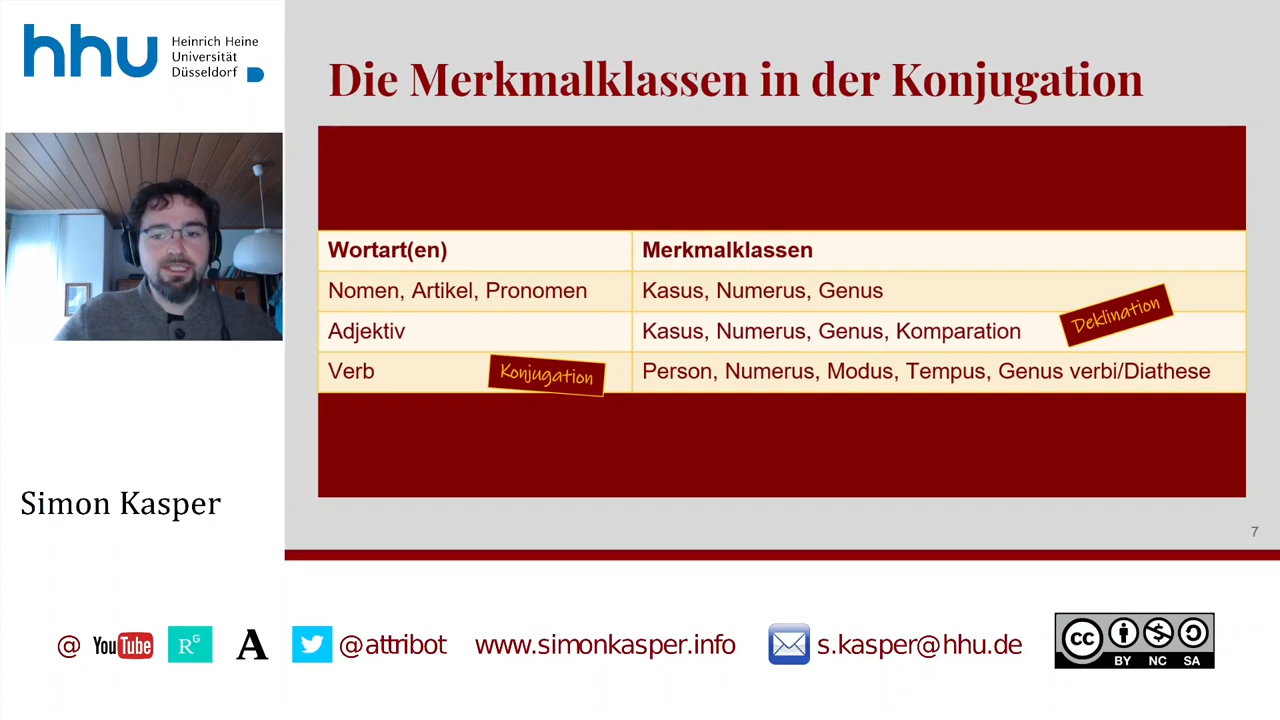 hhu
Heinrich Heine
Universität
Düsseldorf
Die Merkmalklassen in der Konjugation
Wortart(en) Merkmalklassen
Nomen, Artikel, Pronomen Kasus, Numerus, Genus
Adjektiv Kasus, Numerus, Genus, Komparation
Deklination
Verb Konjugation Person, Numerus, Modus, Tempus, Genus verbi/Diathese
Simon Kasper
7
@ YouTube RG A @attribot www.simonkasper.info s.kasper@hhu.de
cc
BY NC SA